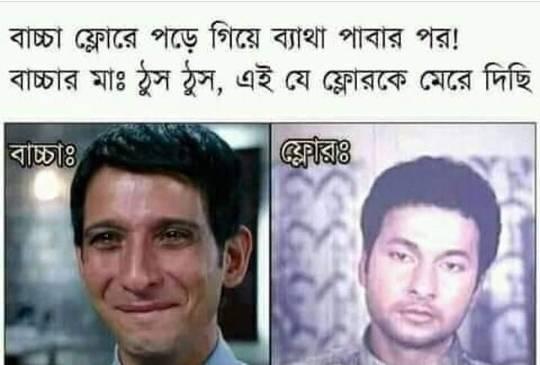 বাচ্চা ফ্লোরে পড়ে গিয়ে ব্যাথা পাবার পর!
বাচ্চার মাঃ ঠুস ঠুস, এই যে ফ্লোরকে মেরে দিছি
বাচ্চাঃ
ফ্লোরঃ